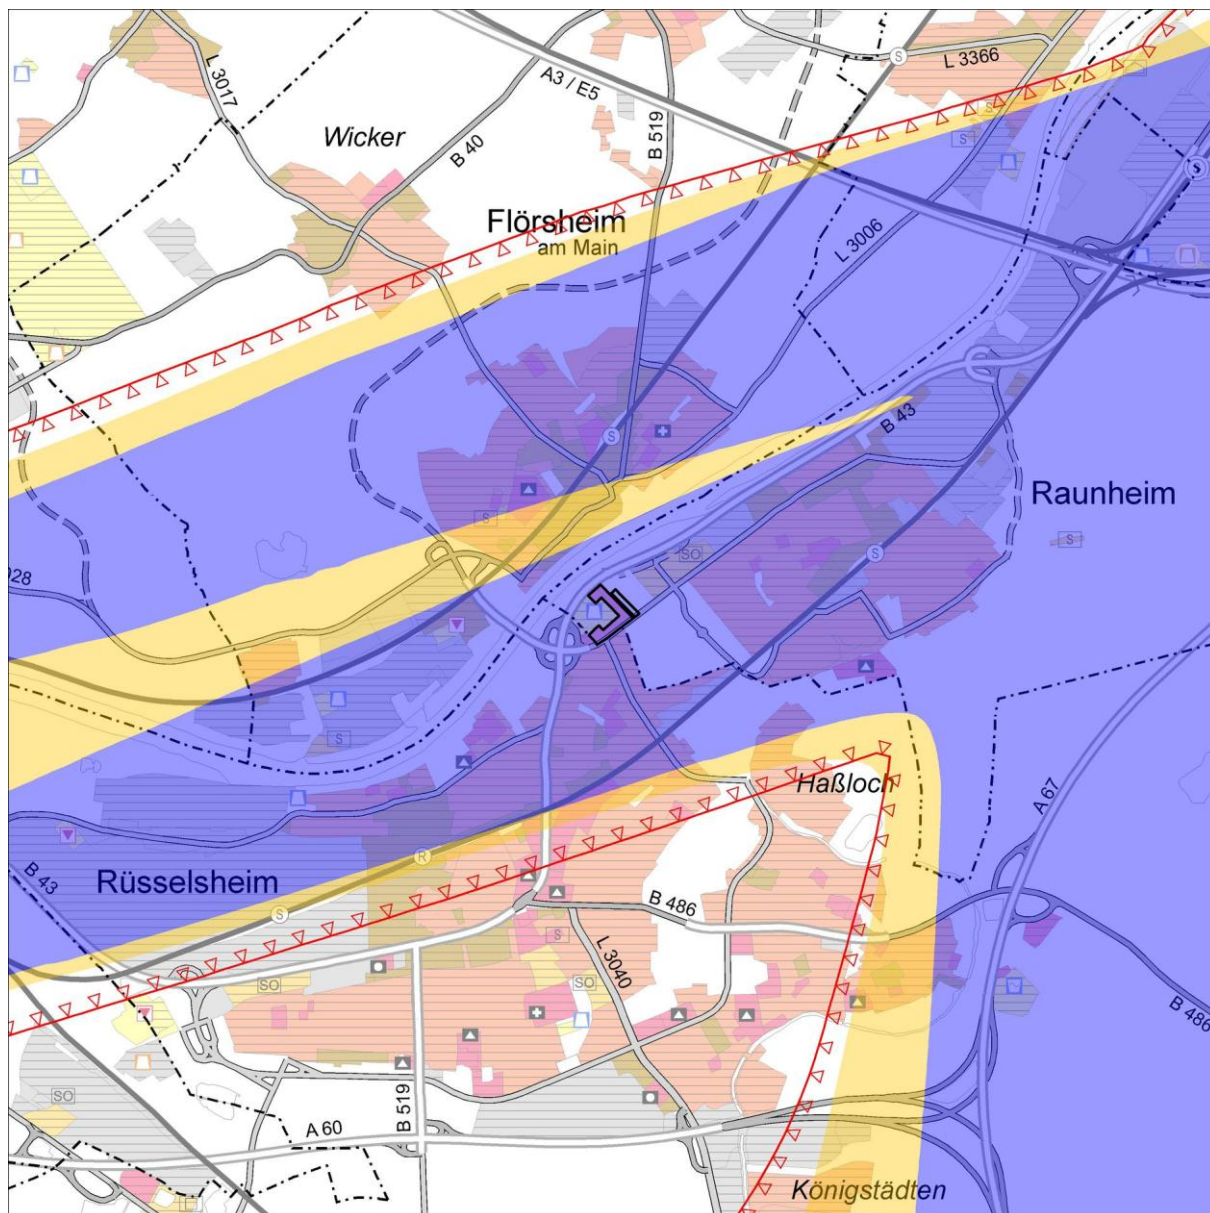 L 3017
A3 / E5
S
L 3366
Wicker
B 40
B 519
S
S
S
Flörsheim
am Main
L 3006
B 43
S
Raunheim
S
S
S
028
SO
S
Haßloch
A 67
B 43
R
Rüsselsheim
S
B 486
S
L 3040
SO
SO
B 486
SO
B 519
A 60
Königstädten